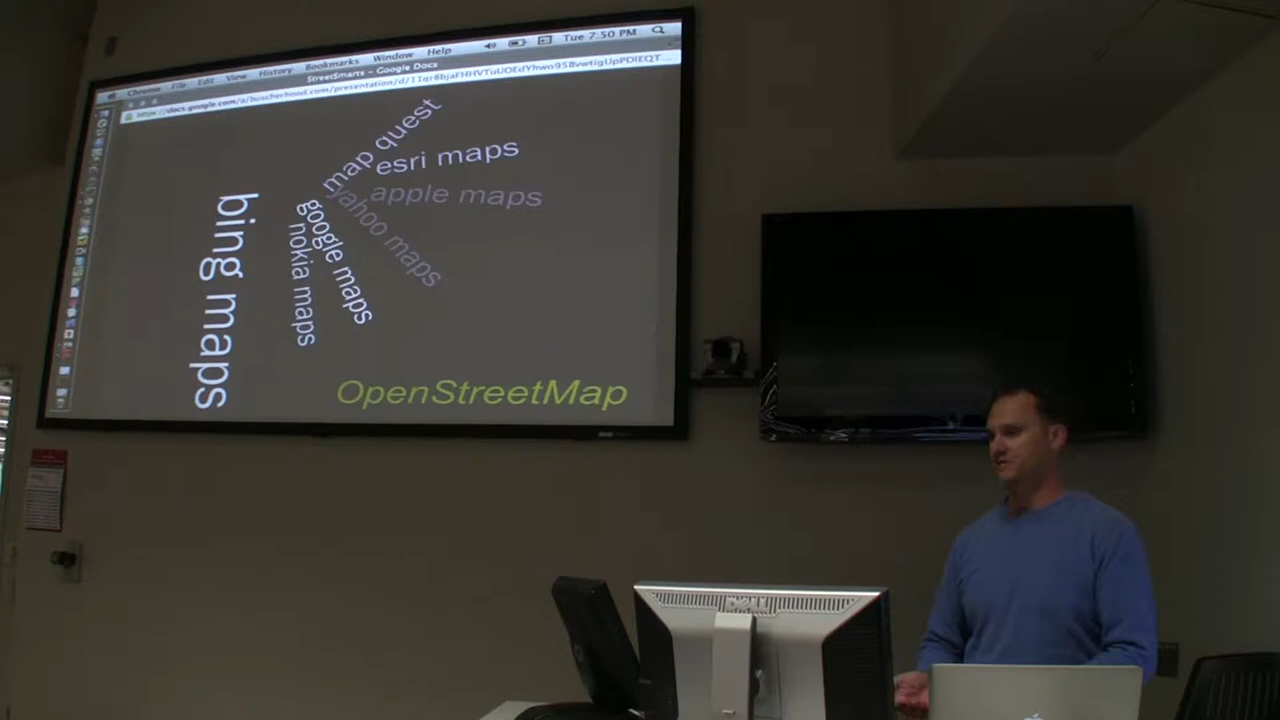 Chrome File Edit View History Bookmarks Window Help Tue 7:50 PM
StreetSmarts - Google Docs
map quest
esri maps
apple maps
yahoo maps
google maps
nokia maps
bing maps
OpenStreetMap
DELL